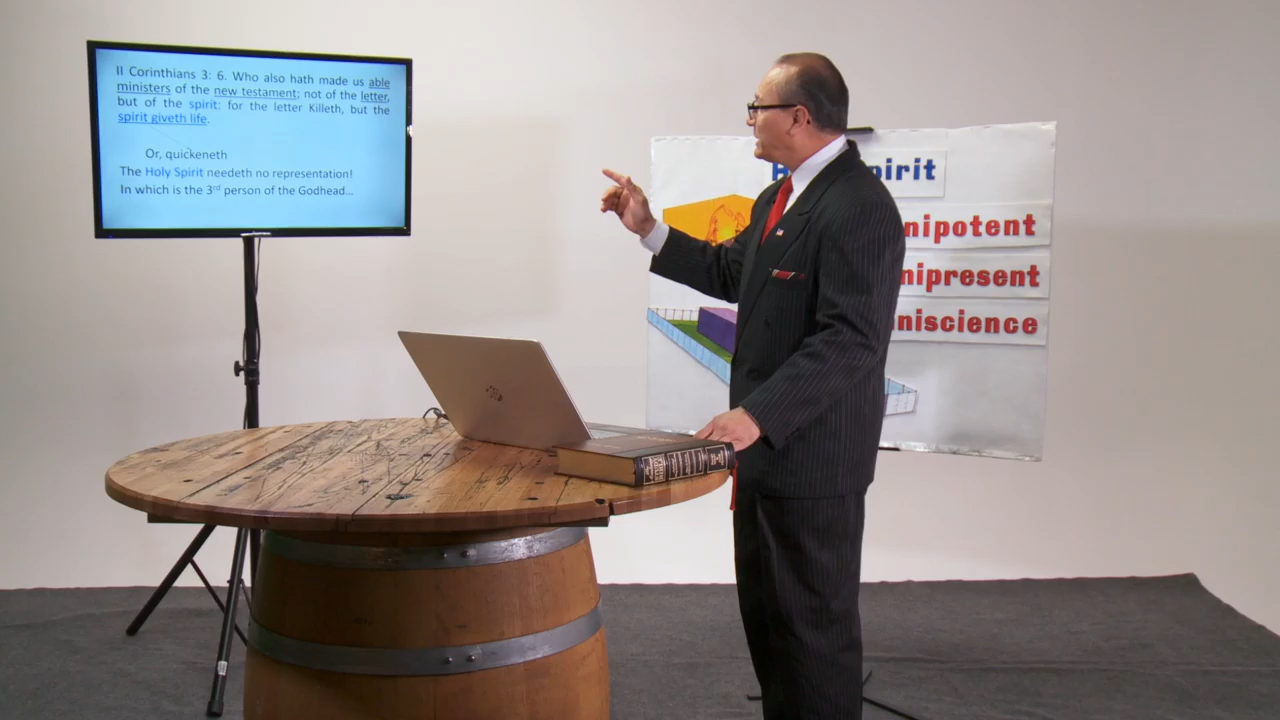 II Corinthians 3: 6. Who also hath made us able
ministers of the new testament; not of the letter,
but of the spirit: for the letter Killeth, but the
spirit giveth life.
Or, quickeneth
The Holy Spirit needeth no representation!
In which is the 3rd person of the Godhead...
H pirit
nipotent
nipresent
niscience